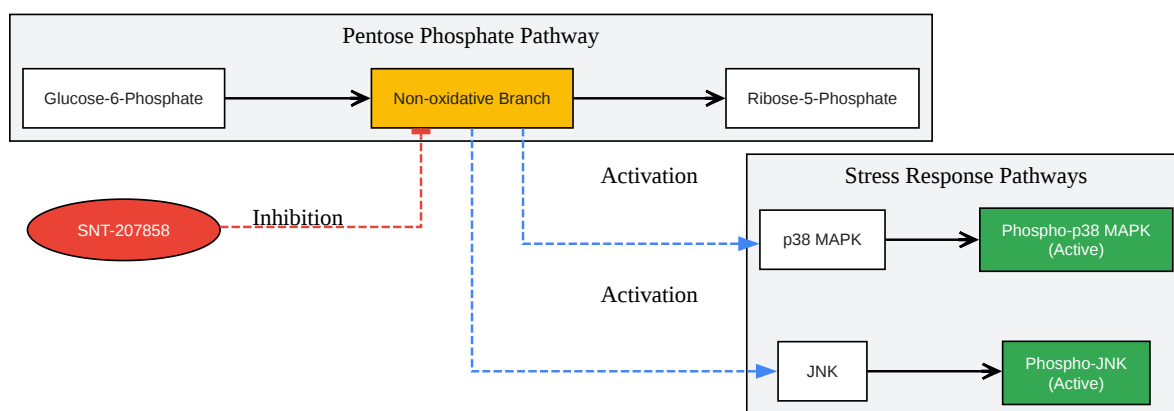 Pentose Phosphate Pathway
Glucose-6-Phosphate
Non-oxidative Branch
Ribose-5-Phosphate
Activation
Stress Response Pathways
SNT-207858
Inhibition
p38 MAPK
Phospho-p38 MAPK
(Active)
Activation
JNK
Phospho-JNK
(Active)